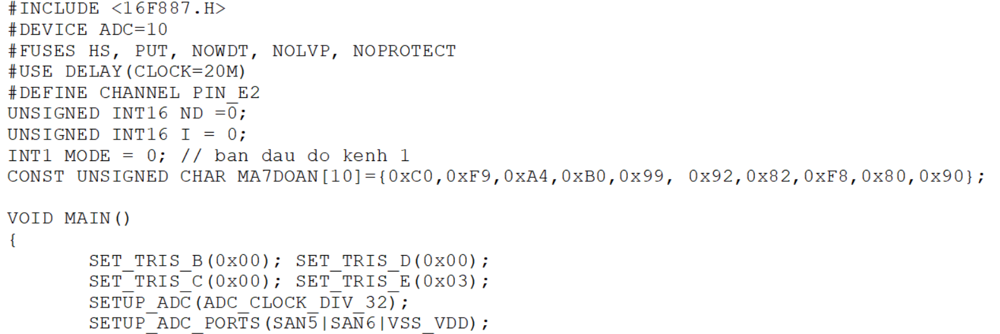 #INCLUDE <16F887.H>
#DEVICE ADC=10
#FUSES HS, PUT, NOWDT, NOLVP, NOPROTECT
#USE DELAY(CLOCK=20M)
#DEFINE CHANNEL PIN_E2
UNSIGNED INT16 ND =0;
UNSIGNED INT16 I = 0;
INT1 MODE = 0; // ban dau do kenh 1
CONST UNSIGNED CHAR MA7DOAN[10]={0xC0,0xF9,0xA4,0xB0,0x99, 0x92,0x82,0xF8,0x80,0x90};

VOID MAIN()
{
SET_TRIS_B(0x00); SET_TRIS_D(0x00);
SET_TRIS_C(0x00); SET_TRIS_E(0x03);
SETUP_ADC(ADC_CLOCK_DIV_32);
SETUP_ADC_PORTS(SAN5|SAN6|VSS_VDD);